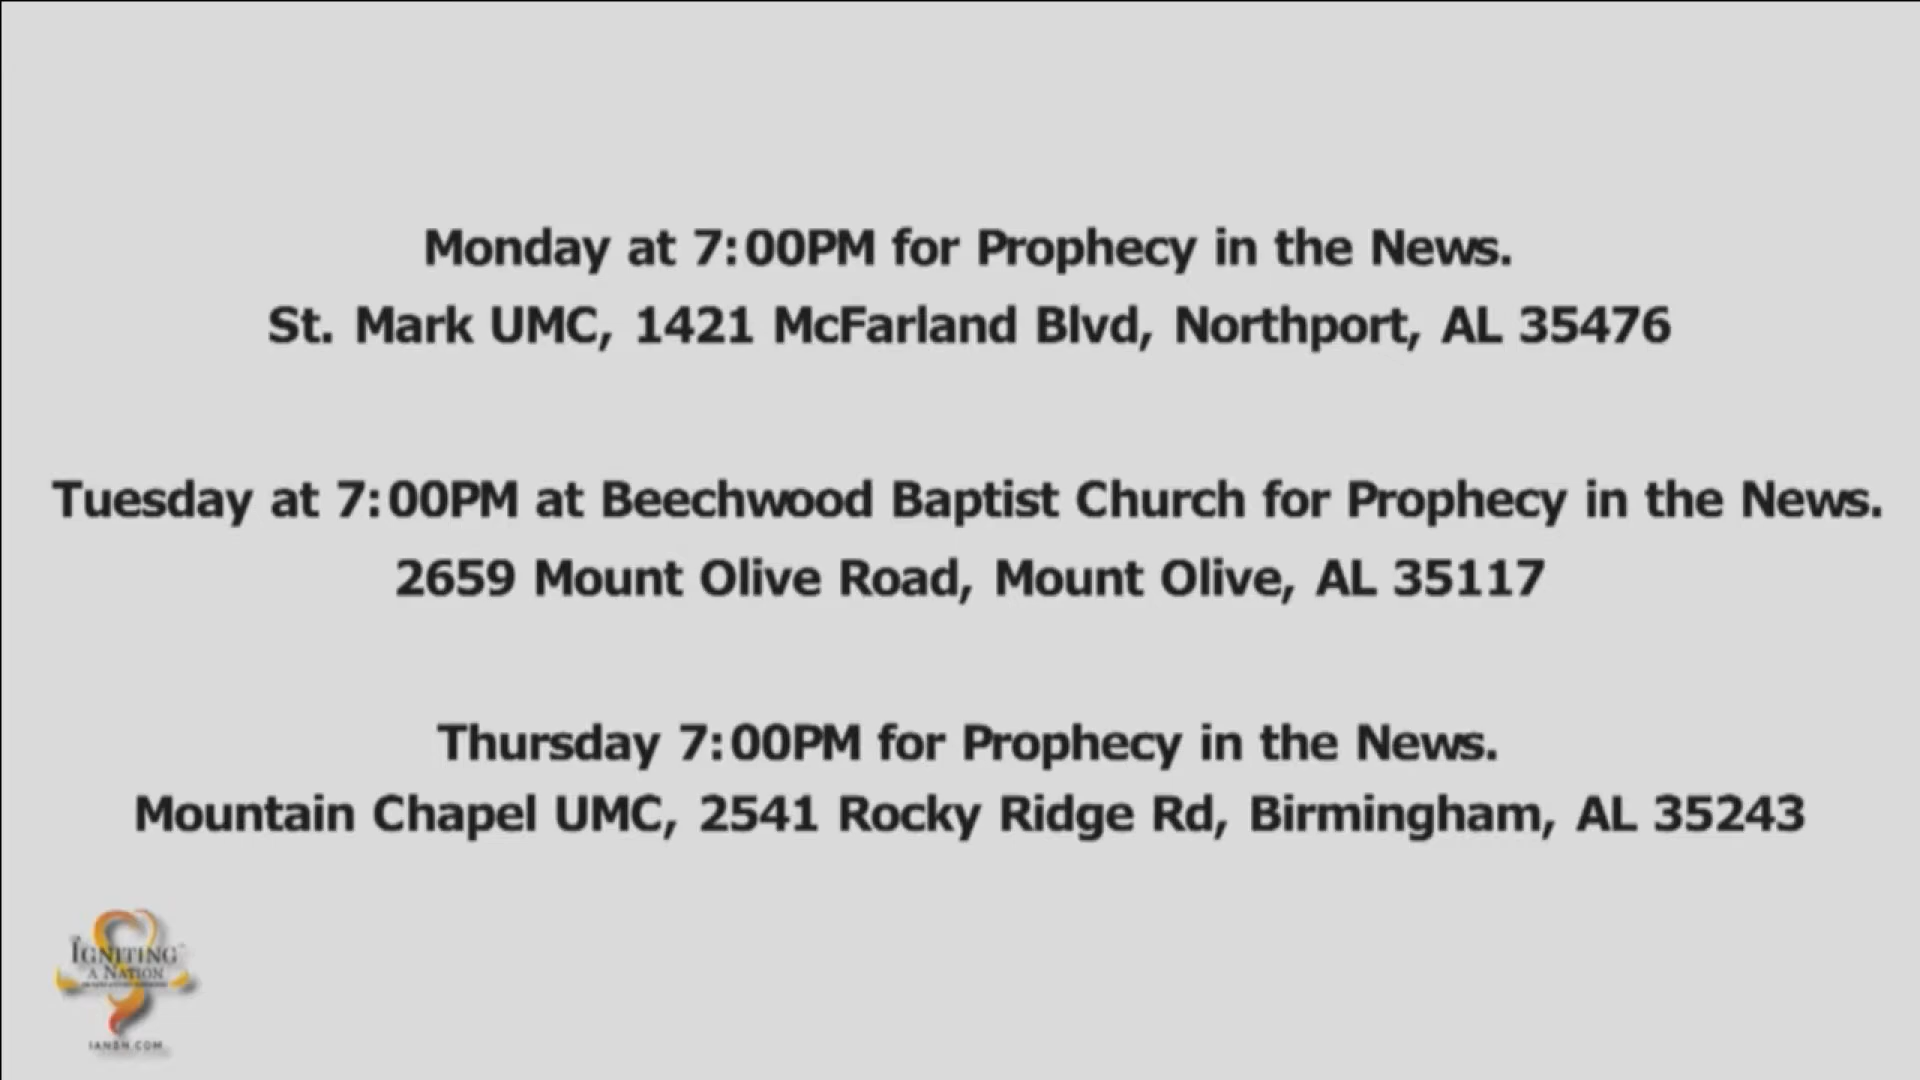 Monday at 7:00PM for Prophecy in the News.
St. Mark UMC, 1421 McFarland Blvd, Northport, AL 35476
Tuesday at 7:00PM at Beechwood Baptist Church for Prophecy in the News.
2659 Mount Olive Road, Mount Olive, AL 35117
Thursday 7:00PM for Prophecy in the News.
Mountain Chapel UMC, 2541 Rocky Ridge Rd, Birmingham, AL 35243
IGNITING
A NATION